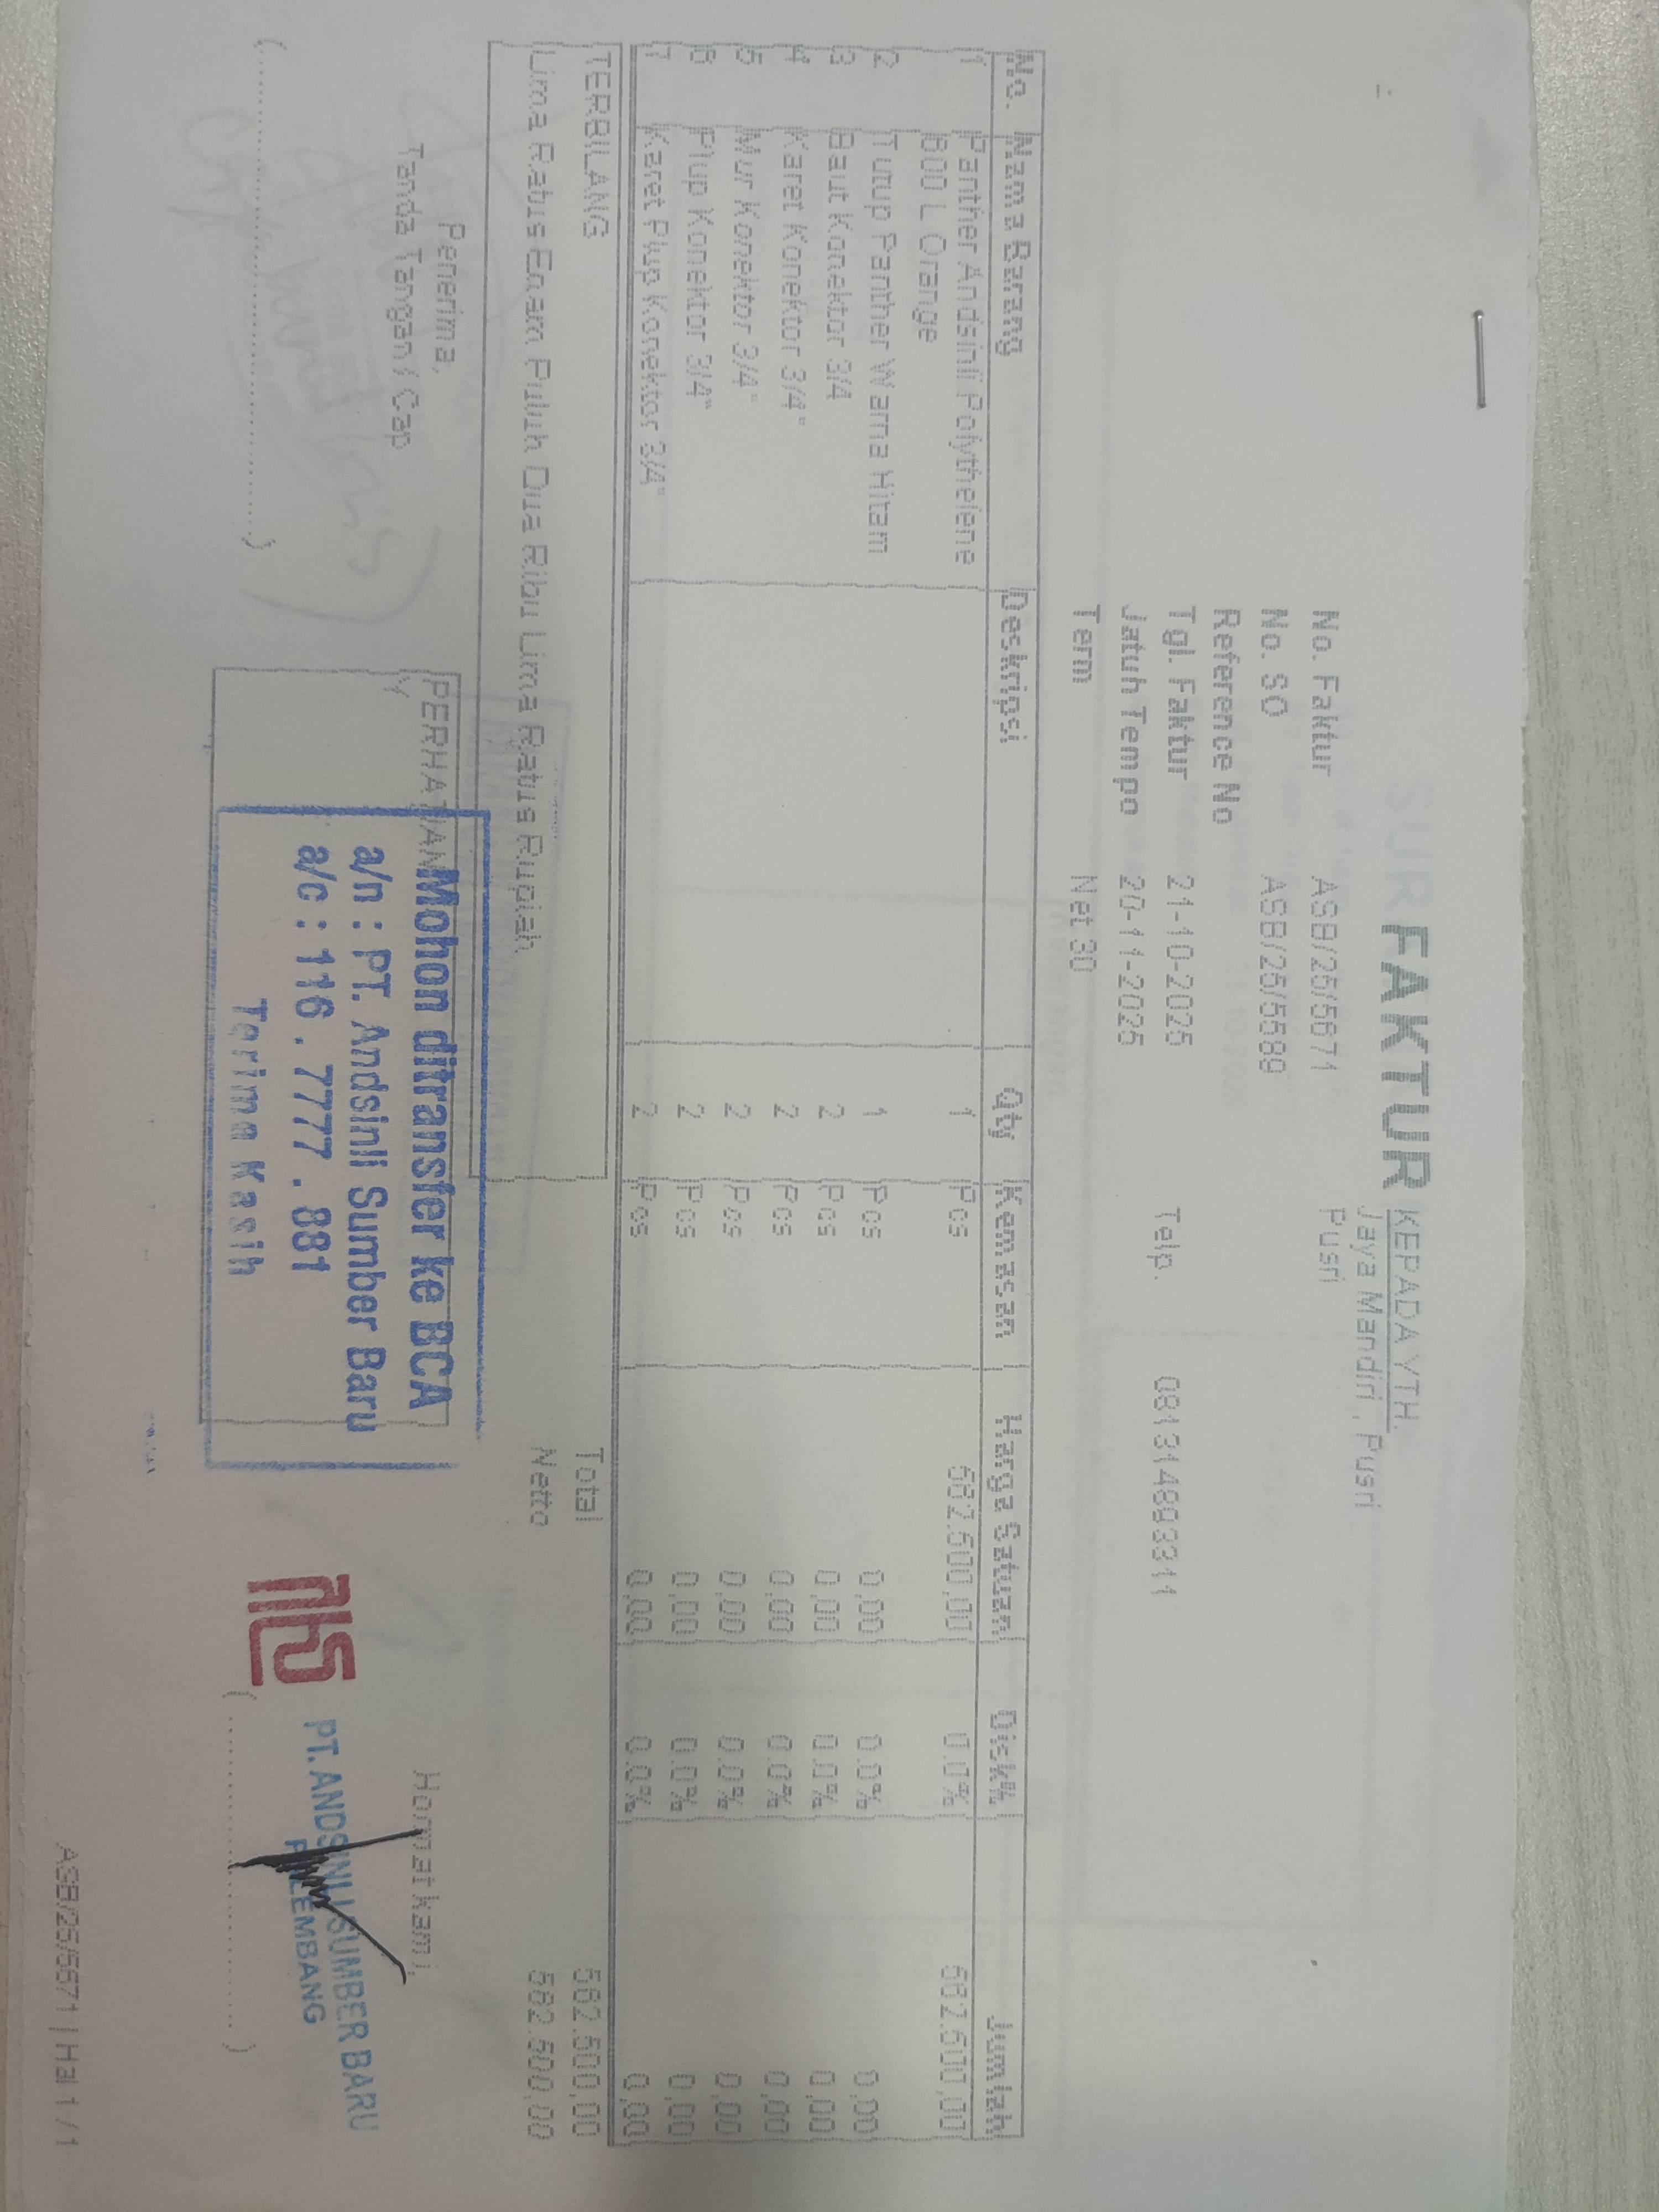 FAKTUR
KEPADA YTH.
Jaya Mandiri , Pusri
Pusri
Telp. 081314893311
No. Faktur ASB/25/5671
No. SO ASB/25/5589
Reference No
Tgl. Faktur 21-10-2025
Jatuh Tempo 20-11-2025
Term Net 30
No. Nama Barang Deskripsi Qty Kemasan Harga Satuan Disk% Jumlah
1 Panther Andsinli Polythelene 600 L Orange 1 Pcs 562.500,00 0.0% 562.500,00
2 Tutup Panther Warna Hitam 1 Pcs 0,00 0.0% 0,00
3 Baut Konektor 3/4 2 Pcs 0,00 0.0% 0,00
4 Karet Konektor 3/4" 2 Pcs 0,00 0.0% 0,00
5 Mur Konektor 3/4" 2 Pcs 0,00 0.0% 0,00
6 Plup Konektor 3/4" 2 Pcs 0,00 0.0% 0,00
7 Karet Plup Konektor 3/4" 2 Pcs 0,00 0.0% 0,00
TERBILANG
Lima Ratus Enam Puluh Dua Ribu Lima Ratus Rupiah
Total 562.500,00
Netto 562.500,00
Penerima,
Tanda Tangan / Cap
(..............................)
PERHATIAN
Mohon ditransfer ke BCA
a/n : PT. Andsinli Sumber Baru
a/c : 116 . 7777 . 881
Terima Kasih
Hormat Kami,
PT. ANDSINLI SUMBER BARU
PALEMBANG
(..............................)
ASB/25/5671 | Hal 1 / 1